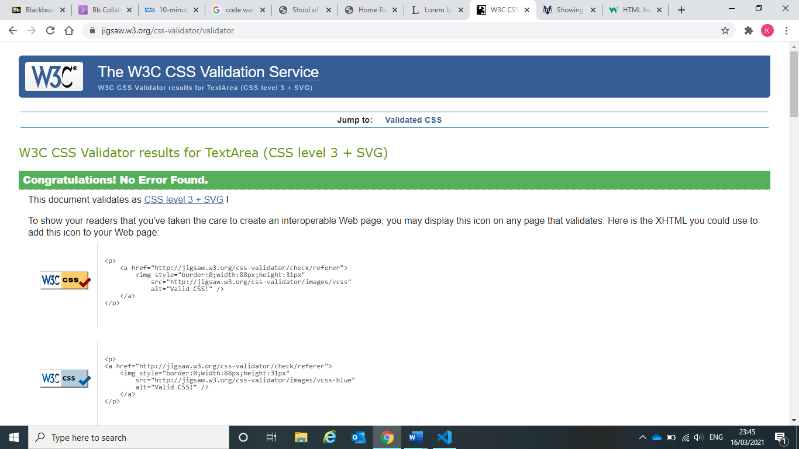 Blackboa
Bb Collab
10-minut
code war
Shool of
Home Pa
Lorem Ip
W3C CSS
Showing
HTML he
jigsaw.w3.org/css-validator/validator
K
W3C®
The W3C CSS Validation Service
W3C CSS Validator results for TextArea (CSS level 3 + SVG)
Jump to: Validated CSS
W3C CSS Validator results for TextArea (CSS level 3 + SVG)
Congratulations! No Error Found.
This document validates as CSS level 3 + SVG !
To show your readers that you've taken the care to create an interoperable Web page, you may display this icon on any page that validates. Here is the XHTML you could use to
add this icon to your Web page:
W3C css
<p>
<a href="http://jigsaw.w3.org/css-validator/check/referer">
<img style="border:0;width:88px;height:31px"
src="http://jigsaw.w3.org/css-validator/images/vcss"
alt="Valid CSS!" />
</a>
</p>
W3C css
<p>
<a href="http://jigsaw.w3.org/css-validator/check/referer">
<img style="border:0;width:88px;height:31px"
src="http://jigsaw.w3.org/css-validator/images/vcss-blue"
alt="Valid CSS!" />
</a>
</p>
Type here to search
ENG
23:45
16/03/2021
1